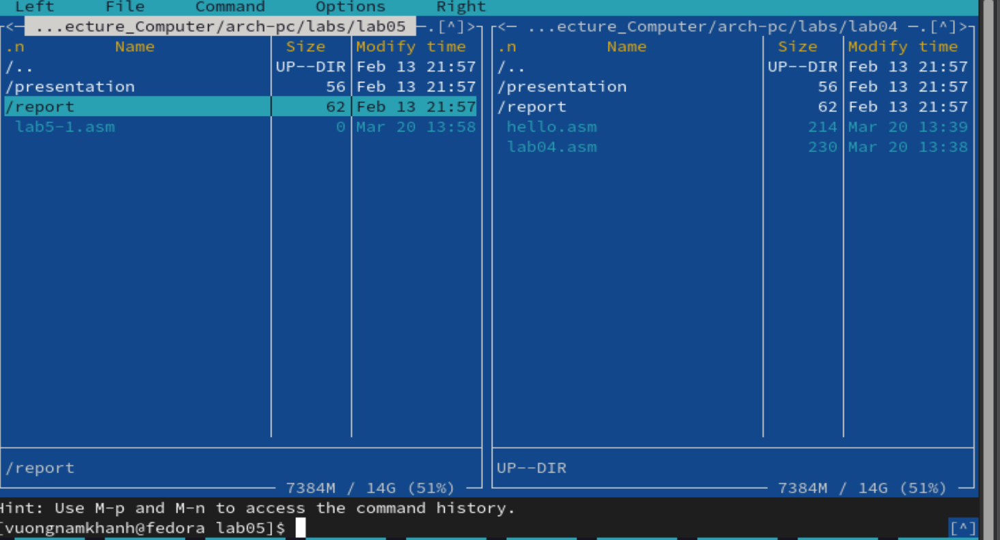 Left File Command Options Right
<─ ...ecture_Computer/arch-pc/labs/lab05 ─.[^]>
.n Name Size Modify time
/.. UP--DIR Feb 13 21:57
/presentation 56 Feb 13 21:57
/report 62 Feb 13 21:57
lab5-1.asm 0 Mar 20 13:58
/report
7384M / 14G (51%)
<─ ...ecture_Computer/arch-pc/labs/lab04 ─.[^]>
.n Name Size Modify time
/.. UP--DIR Feb 13 21:57
/presentation 56 Feb 13 21:57
/report 62 Feb 13 21:57
hello.asm 214 Mar 20 13:39
lab04.asm 230 Mar 20 13:38
UP--DIR
7384M / 14G (51%)
Hint: Use M-p and M-n to access the command history.
[vuongnamkhanh@fedora lab05]$ [^]